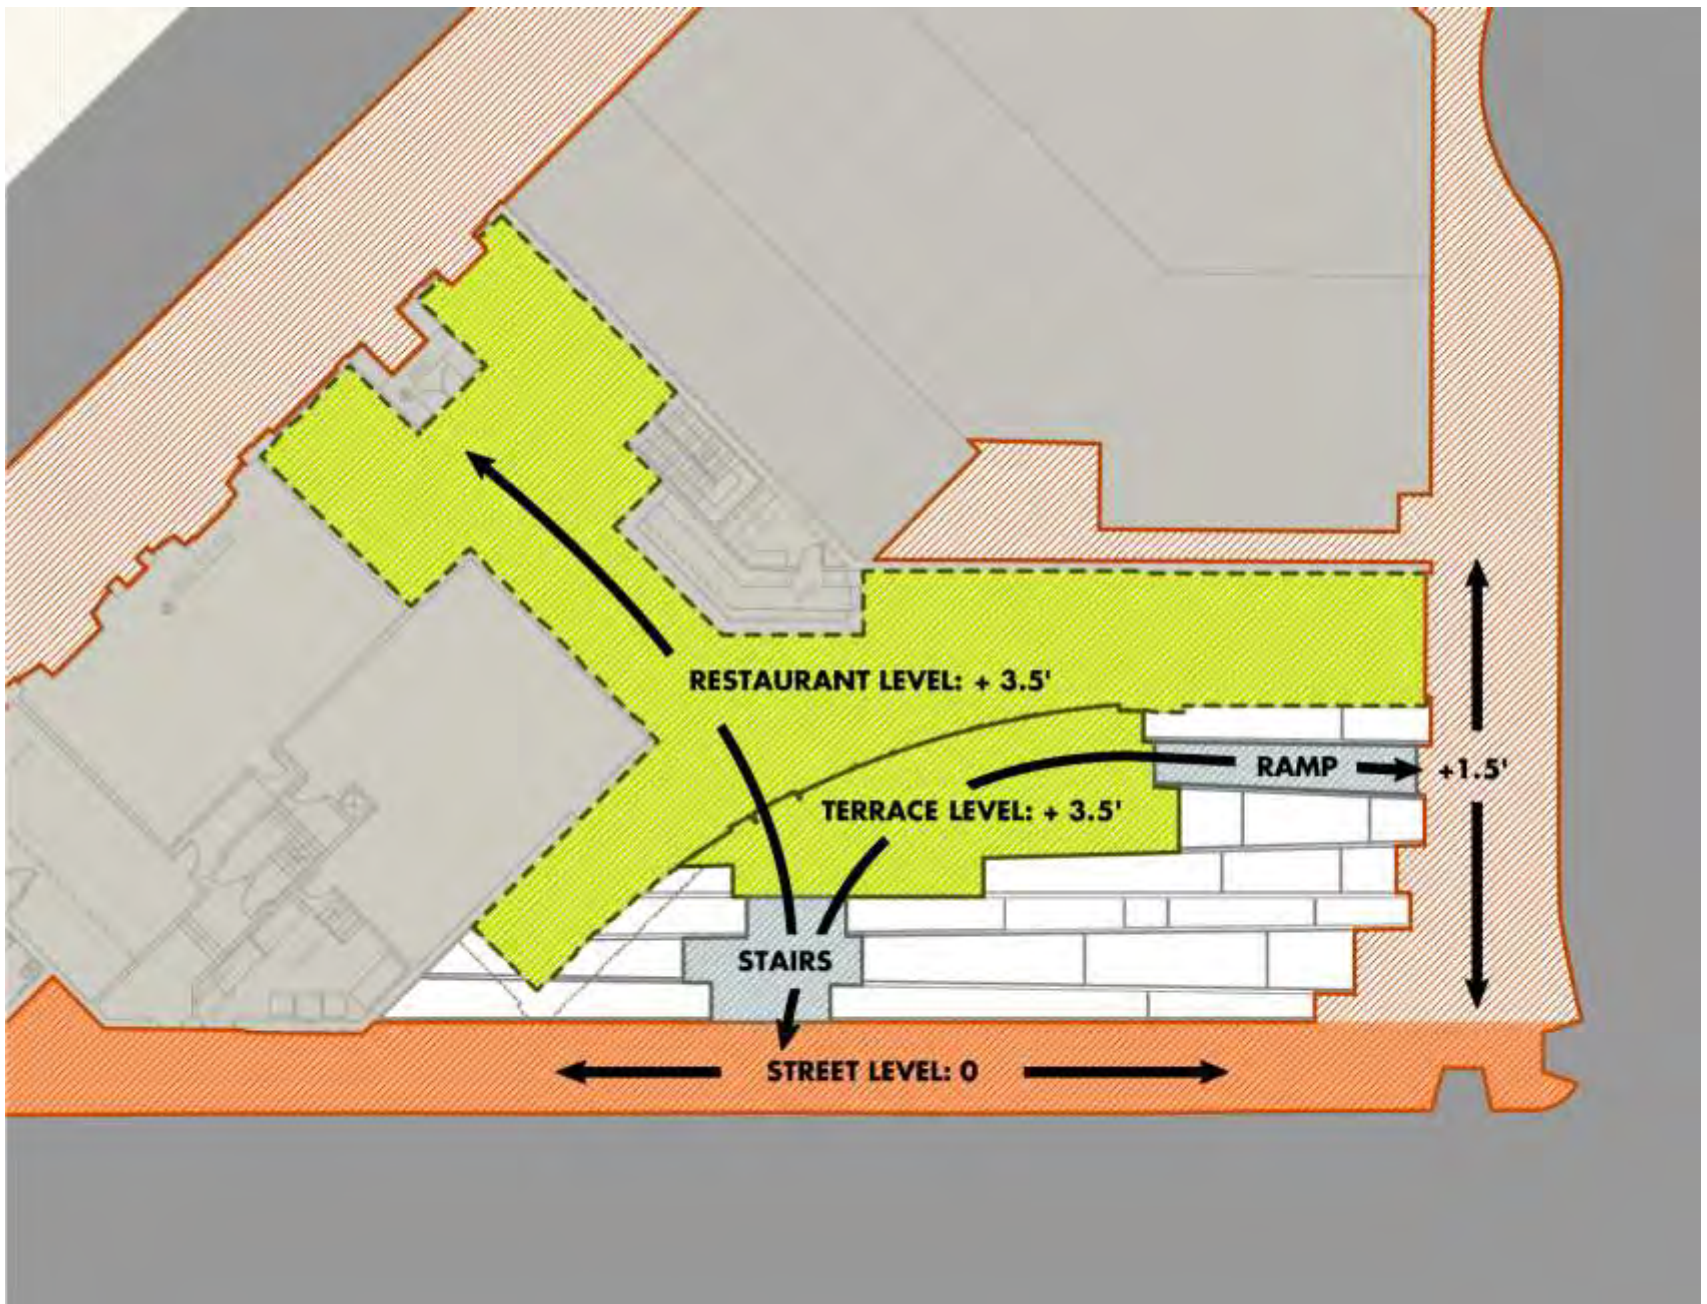 RESTAURANT LEVEL: + 3.5'
RAMP
+1.5'
TERRACE LEVEL: + 3.5'
STAIRS
STREET LEVEL: 0